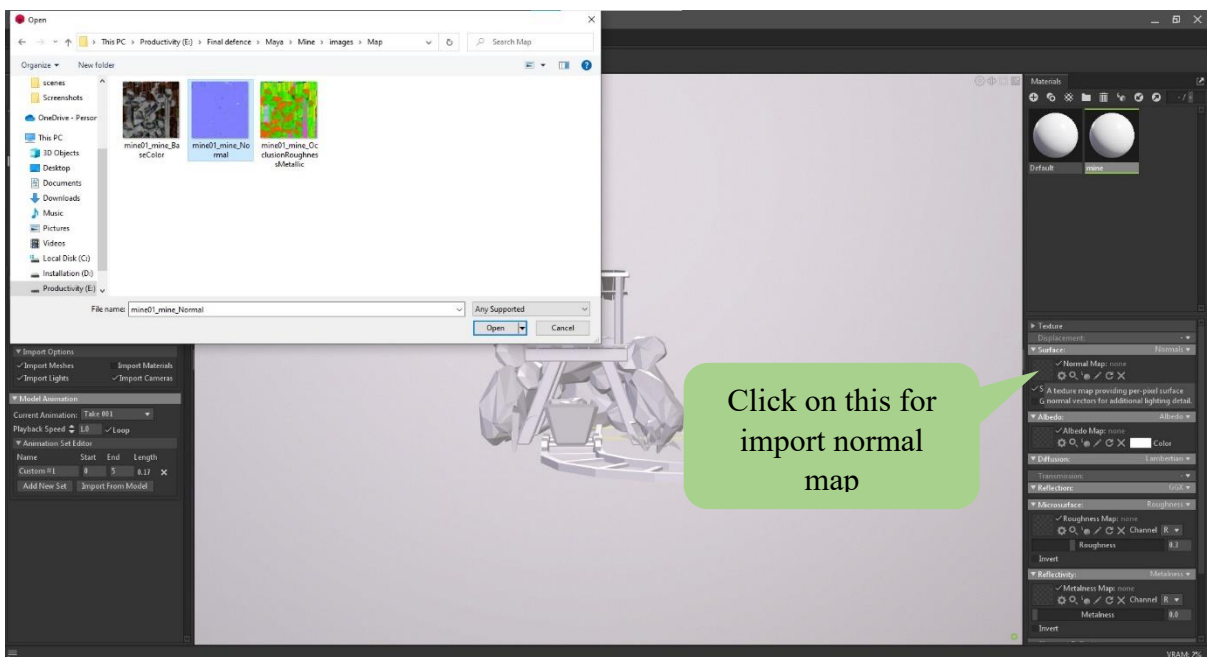 Open
This PC > Productivity (E:) > Final defence > Maya > Mine > images > Map
Search Map
Organize
New folder
scenes
Screenshots
OneDrive - Person
This PC
3D Objects
Desktop
Documents
Downloads
Music
Pictures
Videos
Local Disk (C:)
Installation (D:)
Productivity (E:)
mine01_mine_Ba
seColor
mine01_mine_No
rmal
mine01_mine_Oc
clusionRoughnes
sMetallic
File name: mine01_mine_Normal
Any Supported
Open
Cancel
Import Options
Import Meshes
Import Materials
Import Lights
Import Cameras
Model Animation
Current Animation: Take 001
Playback Speed 1.0 Loop
Animation Set Editor
Name Start End Length
Custom #1 0 5 0.17
Add New Set Import From Model
Click on this for
import normal
map
Materials
Default
mine
Texture
Displacement:
Surface: Normals
Normal Map: none
S A texture map providing per-pixel surface
G normal vectors for additional lighting detail.
Albedo: Albedo
Albedo Map: none
Color
Diffusion: Lambertian
Transmission:
Reflection: GGX
Microsurface: Roughness
Roughness Map: none
Channel R
Roughness 0.3
Invert
Reflectivity: Metalness
Metalness Map: none
Channel R
Metalness 0.0
Invert
VRAM: 2%